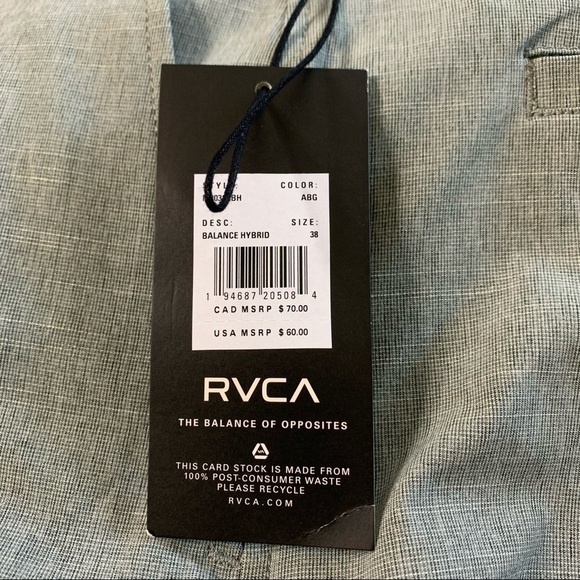 COLOR:
ABG
DESC: SIZE:
BALANCE HYBRID 38
1 94687 20508 4
CAD MSRP $70.00
USA MSRP $60.00
RVCA
THE BALANCE OF OPPOSITES
THIS CARD STOCK IS MADE FROM
100% POST-CONSUMER WASTE
PLEASE RECYCLE
RVCA.COM